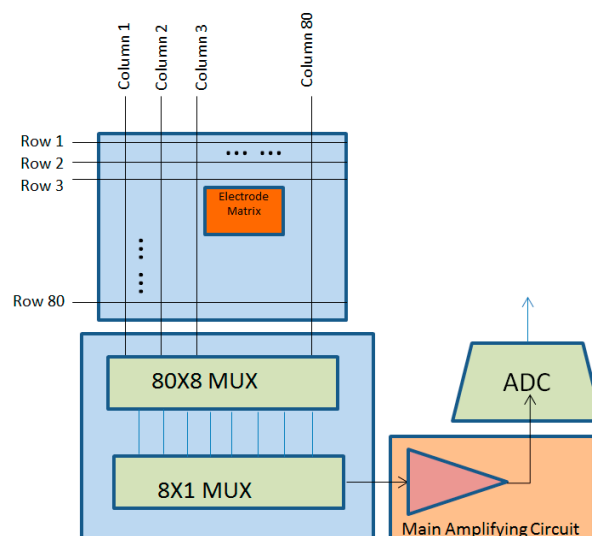 Column 1
Column 2
Column 3
Column 80
Row 1
Row 2
Row 3
Electrode
Matrix
Row 80
80X8 MUX
ADC
8X1 MUX
Main Amplifying Circuit